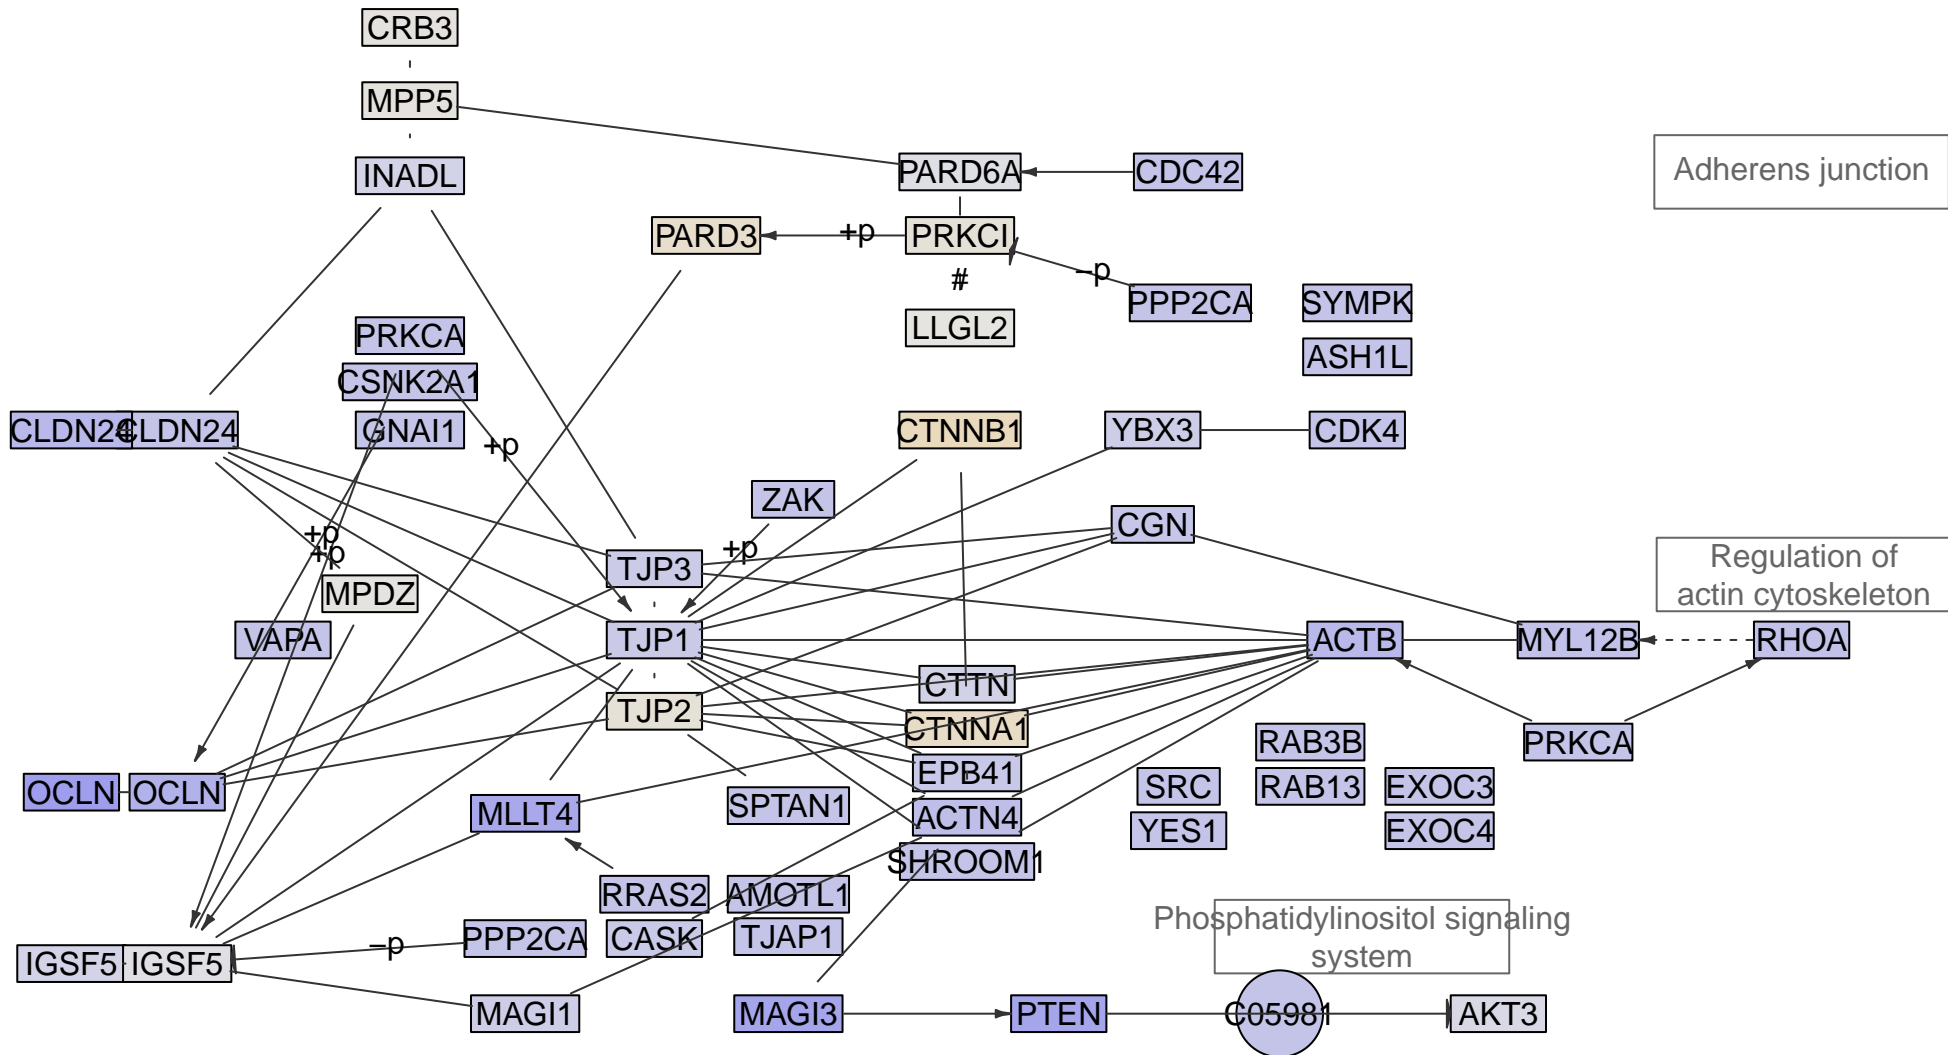 CRB3
MPP5
INADL
PARD6A
CDC42
Adherens junction
PARD3
+p
PRKCI
–p
#
PPP2CA
SYMPK
LLGL2
PRKCA
ASH1L
CSNK2A1
CLDN24
CLDN24
GNAI1
+p
CTNNB1
YBX3
CDK4
ZAK
CGN
+p
+p
+p
TJP3
Regulation of
actin cytoskeleton
MPDZ
VAPA
TJP1
ACTB
MYL12B
RHOA
CTTN
TJP2
CTNNA1
RAB3B
PRKCA
EPB41
OCLN
OCLN
MLLT4
SPTAN1
SRC
RAB13
EXOC3
ACTN4
YES1
EXOC4
SHROOM1
RRAS2
AMOTL1
Phosphatidylinositol signaling
system
–p
PPP2CA
CASK
TJAP1
IGSF5
IGSF5
MAGI1
MAGI3
PTEN
C05981
AKT3